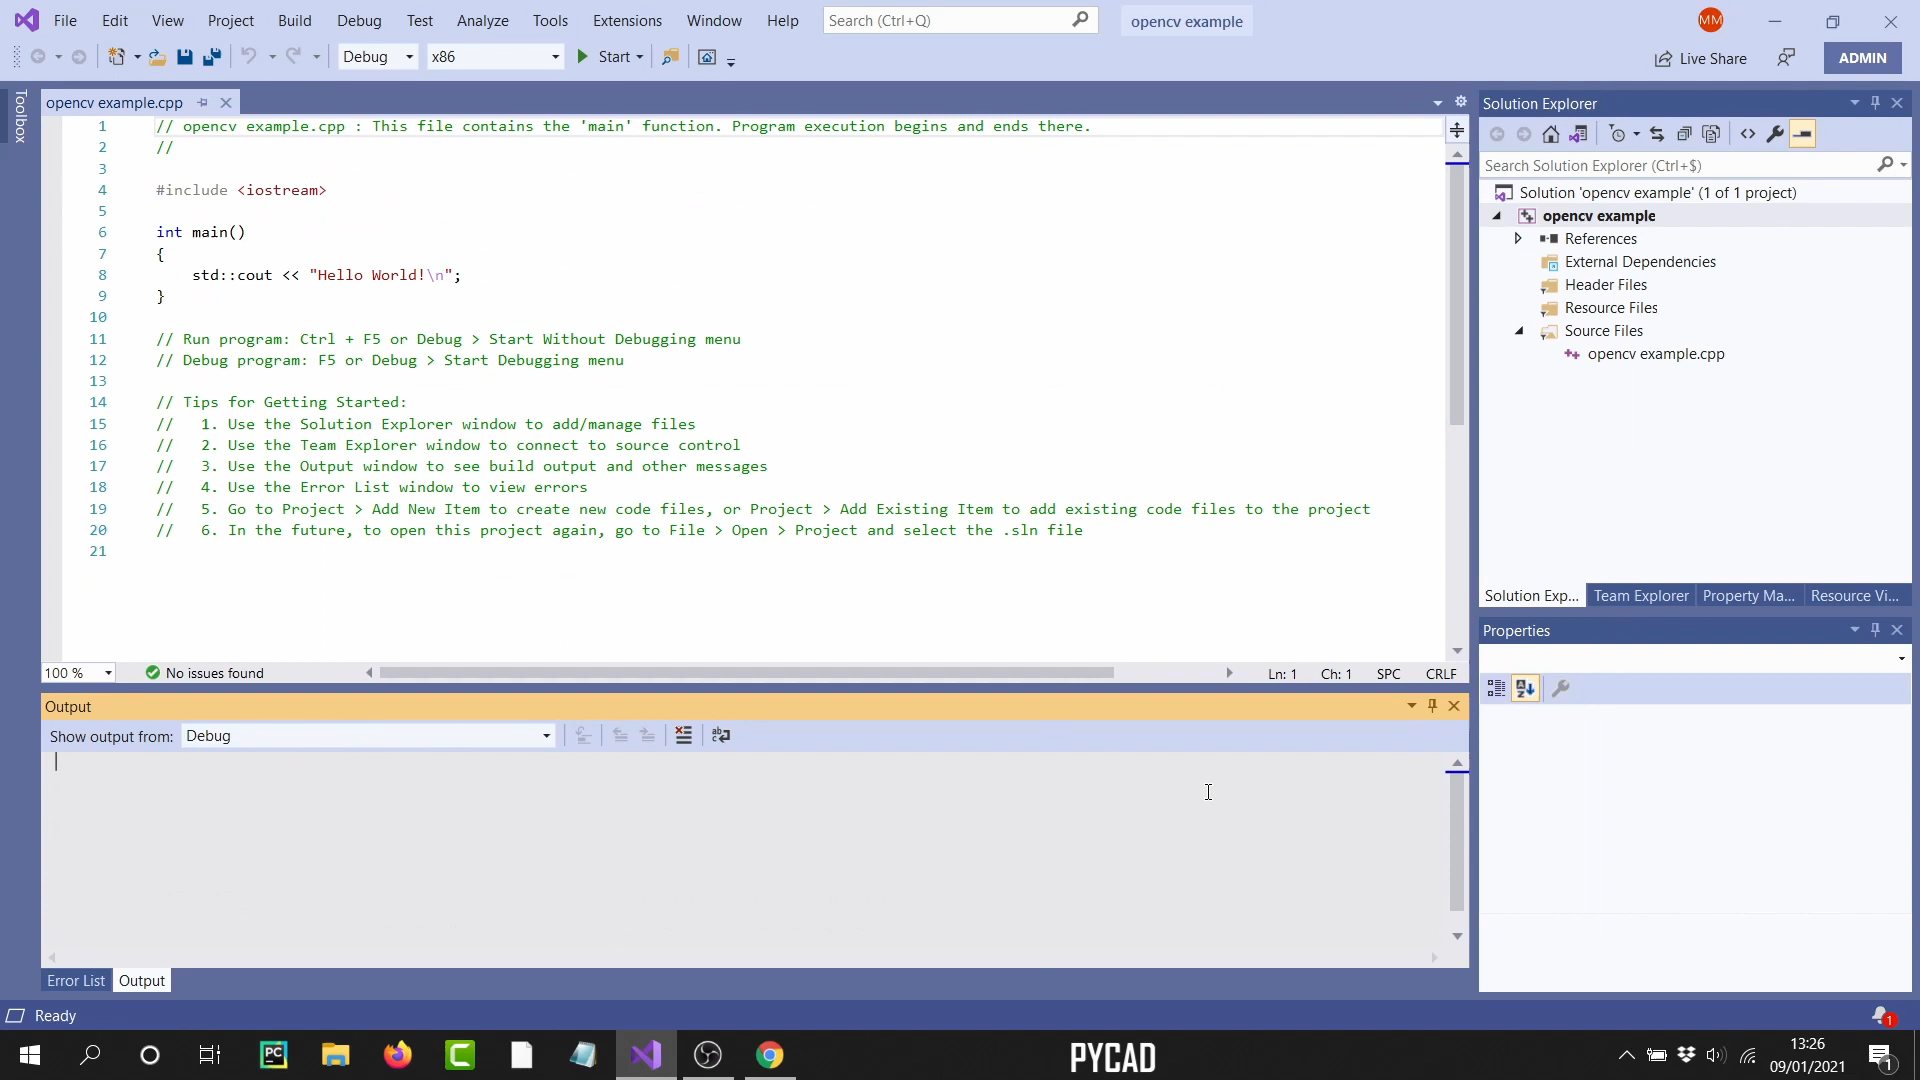 File Edit View Project Build Debug Test Analyze Tools Extensions Window Help Search (Ctrl+Q) opencv example MM
Debug x86 Start Live Share ADMIN
Toolbox
opencv example.cpp
1 // opencv example.cpp : This file contains the 'main' function. Program execution begins and ends there.
2 //
3
4 #include <iostream>
5
6 int main()
7 {
8 std::cout << "Hello World!\n";
9 }
10
11 // Run program: Ctrl + F5 or Debug > Start Without Debugging menu
12 // Debug program: F5 or Debug > Start Debugging menu
13
14 // Tips for Getting Started:
15 // 1. Use the Solution Explorer window to add/manage files
16 // 2. Use the Team Explorer window to connect to source control
17 // 3. Use the Output window to see build output and other messages
18 // 4. Use the Error List window to view errors
19 // 5. Go to Project > Add New Item to create new code files, or Project > Add Existing Item to add existing code files to the project
20 // 6. In the future, to open this project again, go to File > Open > Project and select the .sln file
21
100 % No issues found Ln: 1 Ch: 1 SPC CRLF
Output
Show output from: Debug
Error List Output
Solution Explorer
Search Solution Explorer (Ctrl+$)
Solution 'opencv example' (1 of 1 project)
opencv example
References
External Dependencies
Header Files
Resource Files
Source Files
opencv example.cpp
Solution Exp... Team Explorer Property Ma... Resource Vi...
Properties
Ready 1
PC PYCAD 13:26
09/01/2021 1